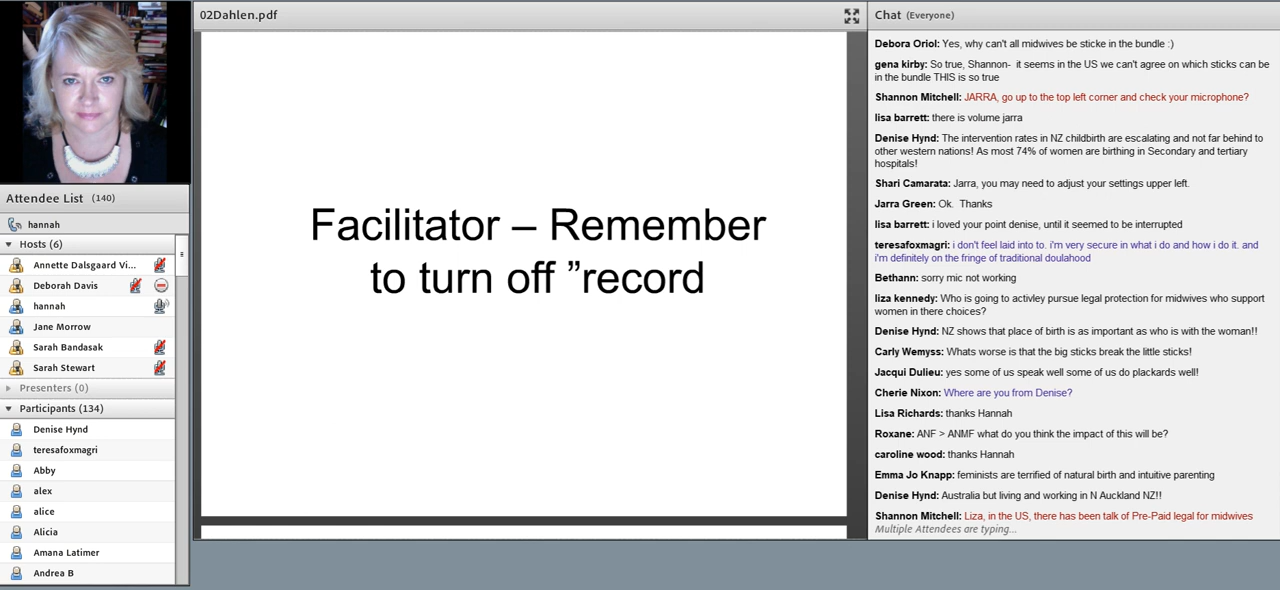 Attendee List (140)
hannah
Hosts (6)
Annette Dalsgaard Vi...
Deborah Davis
hannah
Jane Morrow
Sarah Bandasak
Sarah Stewart
Presenters (0)
Participants (134)
Denise Hynd
teresafoxmagri
Abby
alex
alice
Alicia
Amana Latimer
Andrea B
02Dahlen.pdf
Facilitator – Remember
to turn off ”record
Chat (Everyone)
Debora Oriol: Yes, why can't all midwives be sticke in the bundle :)
gena kirby: So true, Shannon- it seems in the US we can't agree on which sticks can be
in the bundle THIS is so true
Shannon Mitchell: JARRA, go up to the top left corner and check your microphone?
lisa barrett: there is volume jarra
Denise Hynd: The intervention rates in NZ childbirth are escalating and not far behind to
other western nations! As most 74% of women are birthing in Secondary and tertiary
hospitals!
Shari Camarata: Jarra, you may need to adjust your settings upper left.
Jarra Green: Ok. Thanks
lisa barrett: i loved your point denise, until it seemed to be interrupted
teresafoxmagri: i don't feel laid into to. i'm very secure in what i do and how i do it. and
i'm definitely on the fringe of traditional doulahood
Bethann: sorry mic not working
liza kennedy: Who is going to activley pursue legal protection for midwives who support
women in there choices?
Denise Hynd: NZ shows that place of birth is as important as who is with the woman!!
Carly Wemyss: Whats worse is that the big sticks break the little sticks!
Jacqui Dulieu: yes some of us speak well some of us do plackards well!
Cherie Nixon: Where are you from Denise?
Lisa Richards: thanks Hannah
Roxane: ANF > ANMF what do you think the impact of this will be?
caroline wood: thanks Hannah
Emma Jo Knapp: feminists are terrified of natural birth and intuitive parenting
Denise Hynd: Australia but living and working in N Auckland NZ!!
Shannon Mitchell: Liza, in the US, there has been talk of Pre-Paid legal for midwives
Multiple Attendees are typing...